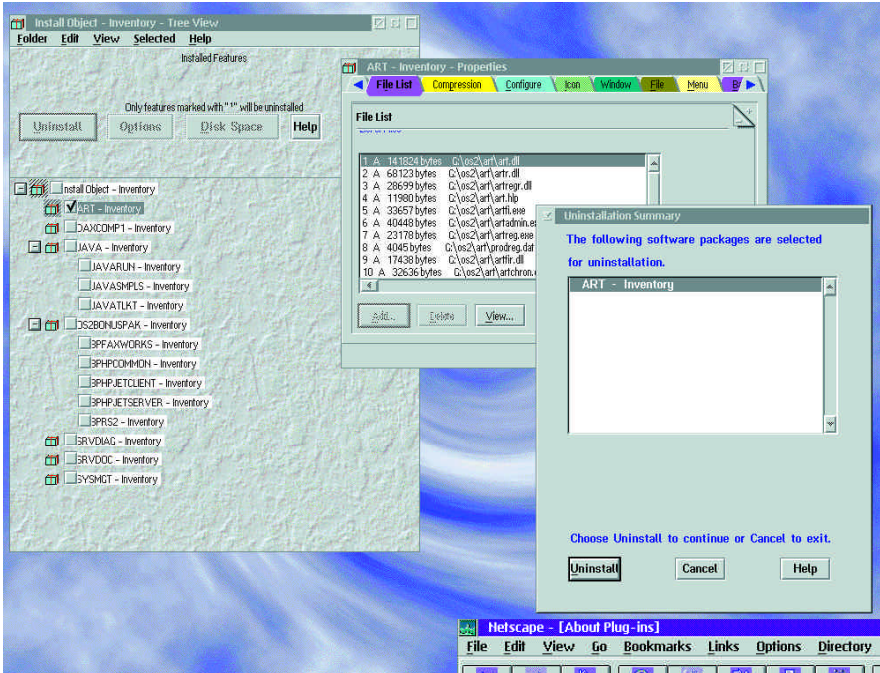 Install Object - Inventory - Tree View
Folder Edit View Selected Help
Installed Features
Only features marked with "1" will be uninstalled
Uninstall Options Disk Space Help
Install Object - Inventory
ART - Inventory
DAXCOMP1 - Inventory
JAVA - Inventory
JAVARUN - Inventory
JAVASMPLS - Inventory
JAVATLKT - Inventory
OS2BONUSPAK - Inventory
BPFAXWORKS - Inventory
BPHPCOMMON - Inventory
BPHPJETCLIENT - Inventory
BPHPJETSERVER - Inventory
BPRS2 - Inventory
SRVDIAG - Inventory
SRVDOC - Inventory
SYSMGT - Inventory
ART - Inventory - Properties
File List Compression Configure Icon Window File Menu
File List
1 A 141824 bytes G:\os2\art\art.dll
2 A 68123 bytes G:\os2\art\artr.dll
3 A 28699 bytes G:\os2\art\artregr.dll
4 A 11980 bytes G:\os2\art\art.hlp
5 A 33657 bytes G:\os2\art\artfi.exe
6 A 40448 bytes G:\os2\art\artadmin.ex
7 A 23178 bytes G:\os2\art\artreg.exe
8 A 4045 bytes G:\os2\art\prodreg.dat
9 A 17438 bytes G:\os2\art\artfir.dll
10 A 32636 bytes G:\os2\art\artchron.
Add... Delete View...
Uninstallation Summary
The following software packages are selected
for uninstallation.
ART - Inventory
Choose Uninstall to continue or Cancel to exit.
Uninstall Cancel Help
Netscape - [About Plug-ins]
File Edit View Go Bookmarks Links Options Directory